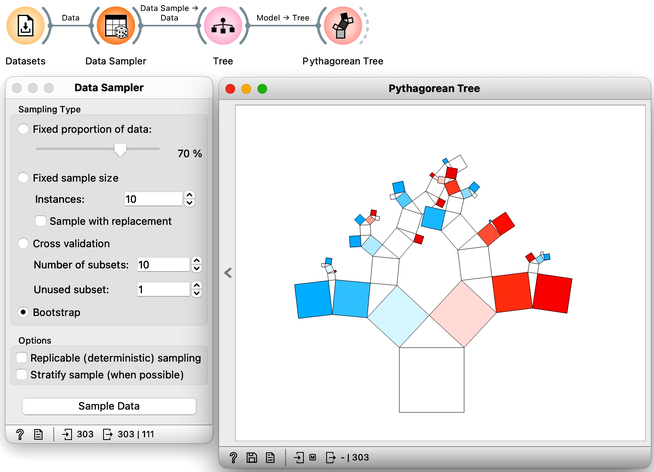 Data
Data Sample →
Data
Model → Tree
Datasets
Data Sampler
Tree
Pythagorean Tree
Data Sampler
Sampling Type
Fixed proportion of data:
70 %
Fixed sample size
Instances:
10
Sample with replacement
Cross validation
Number of subsets:
10
Unused subset:
1
Bootstrap
Options
Replicable (deterministic) sampling
Stratify sample (when possible)
Sample Data
? 303 303 | 111
Pythagorean Tree
<
? M - | 303